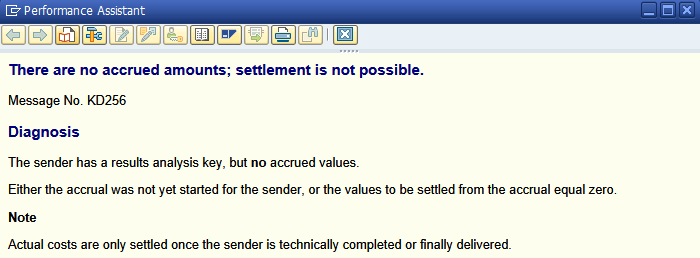 Performance Assistant
There are no accrued amounts; settlement is not possible.
Message No. KD256
Diagnosis
The sender has a results analysis key, but no accrued values.
Either the accrual was not yet started for the sender, or the values to be settled from the accrual equal zero.
Note
Actual costs are only settled once the sender is technically completed or finally delivered.